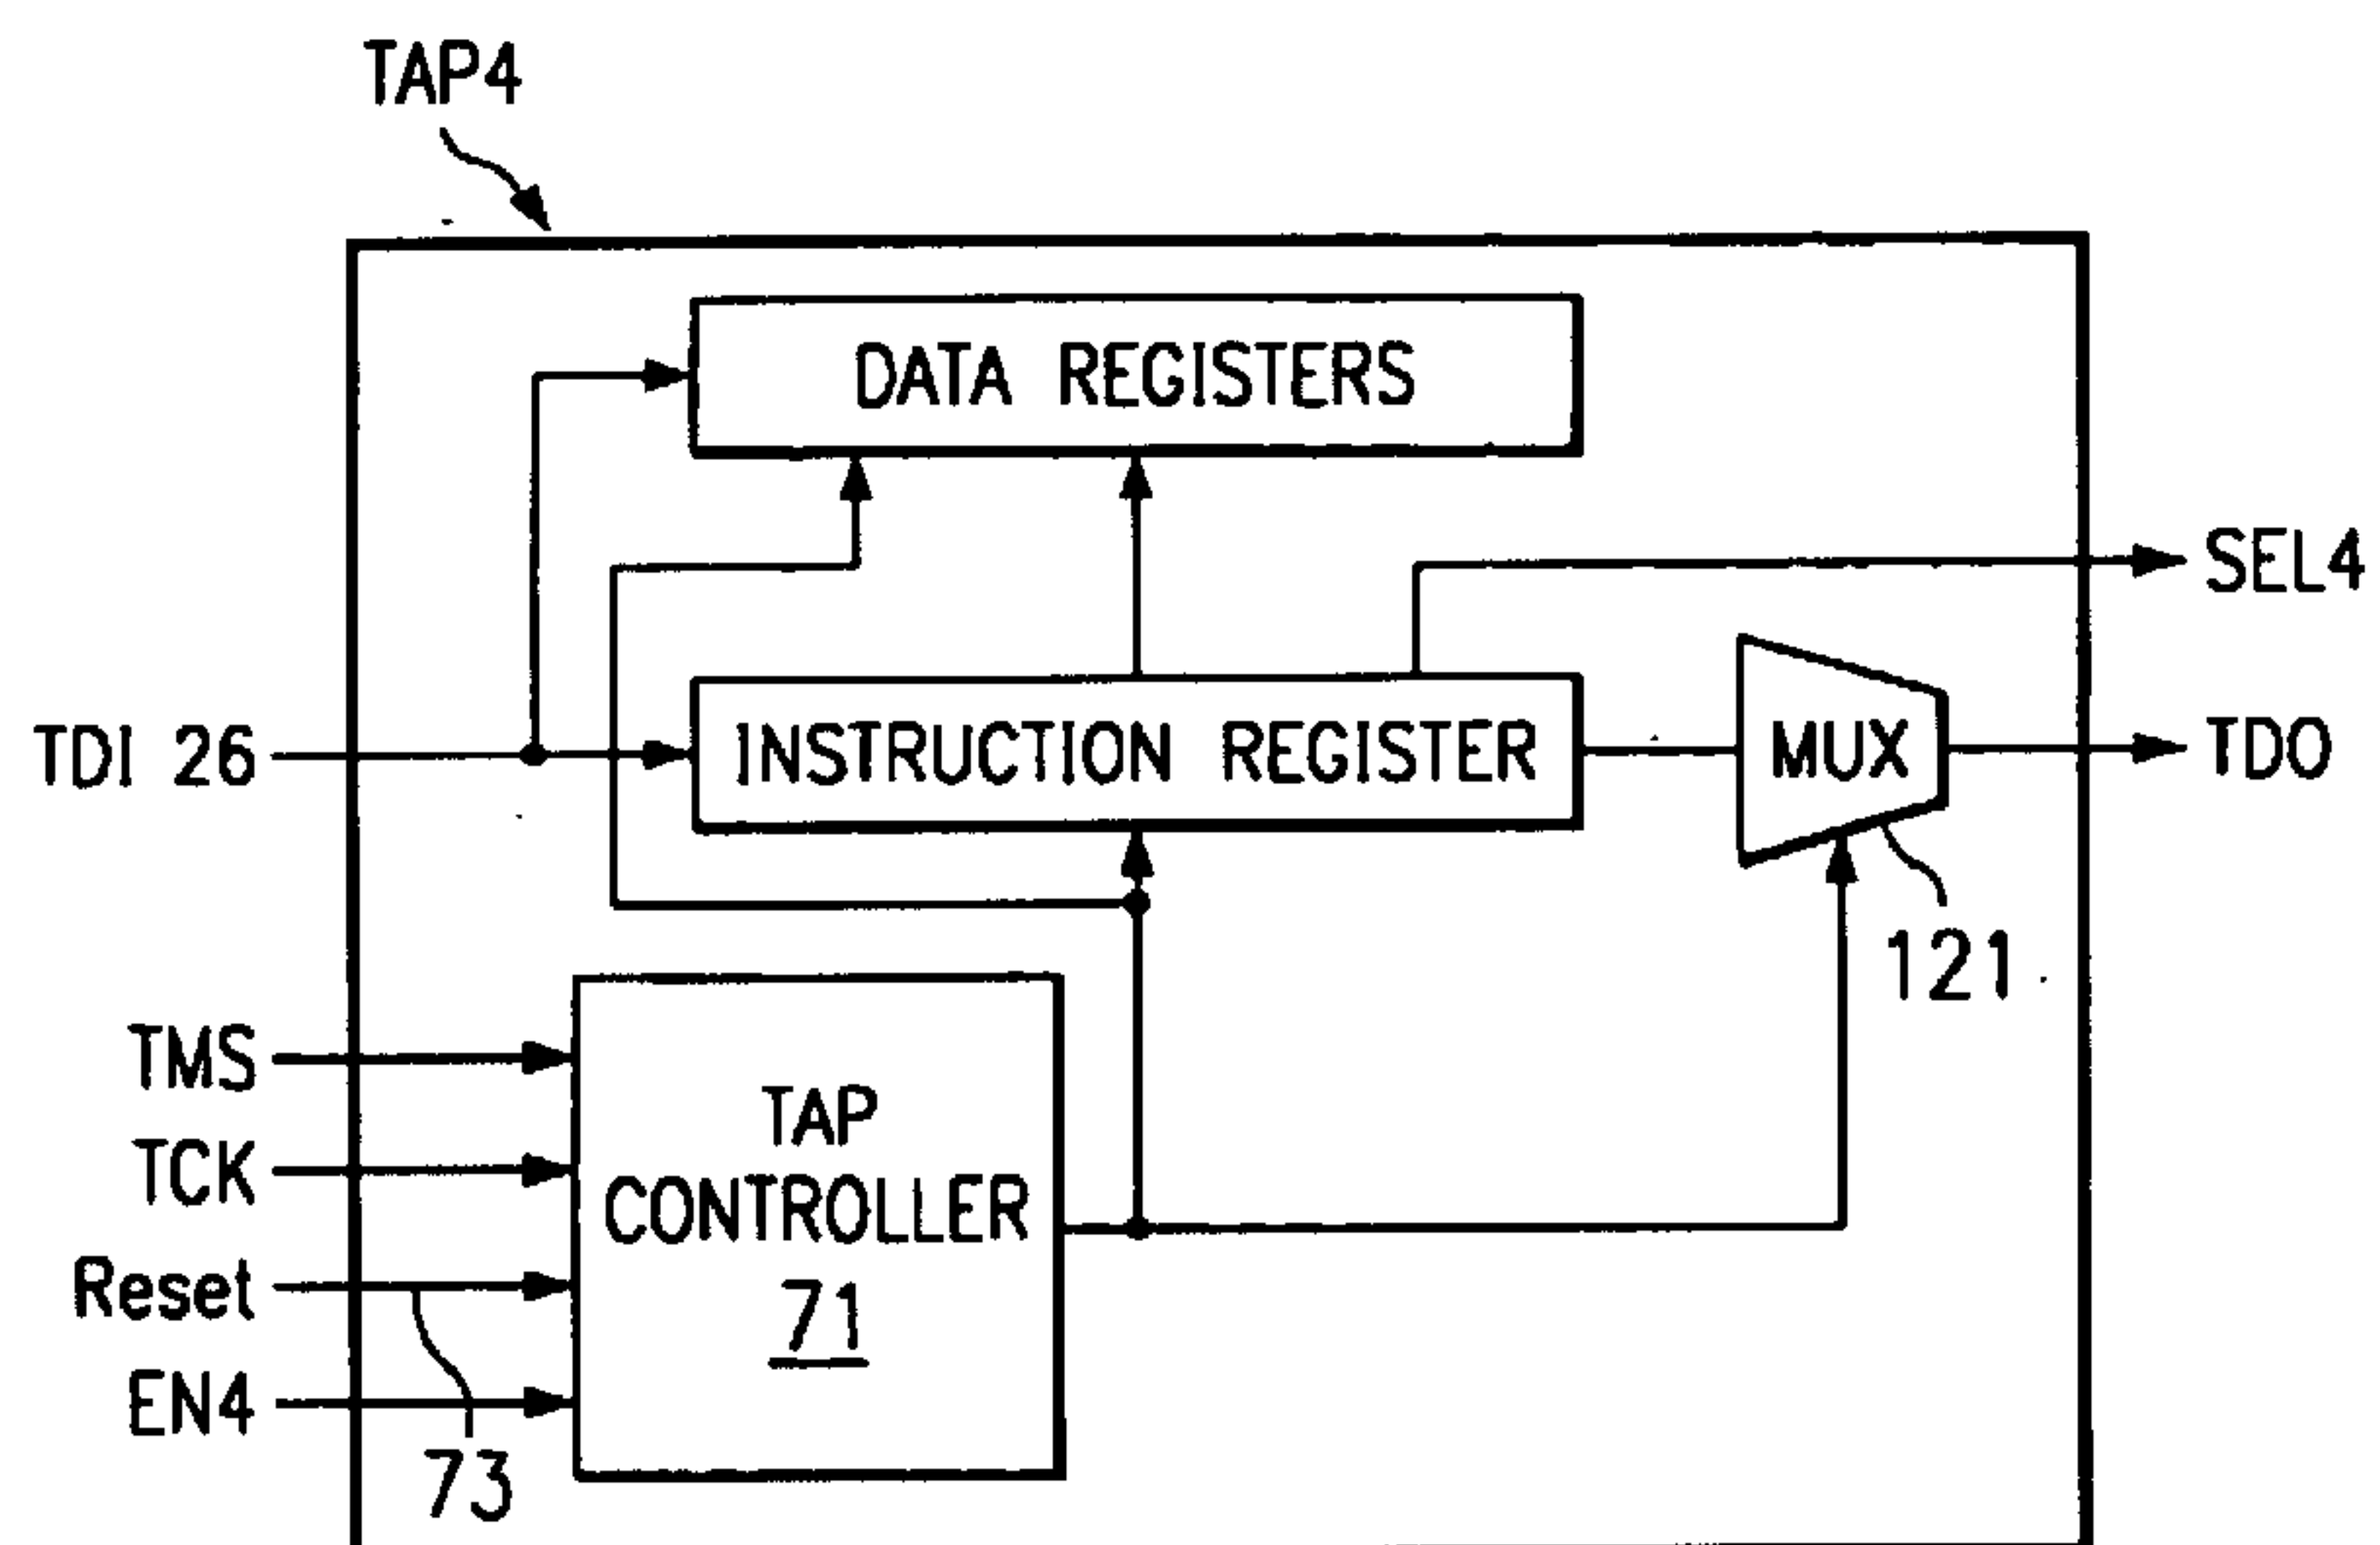 TAP4
DATA REGISTERS
SEL4
TDI 26
INSTRUCTION REGISTER
MUX
TDO
121
TMS
TCK
Reset
EN4
TAP
CONTROLLER
71
73